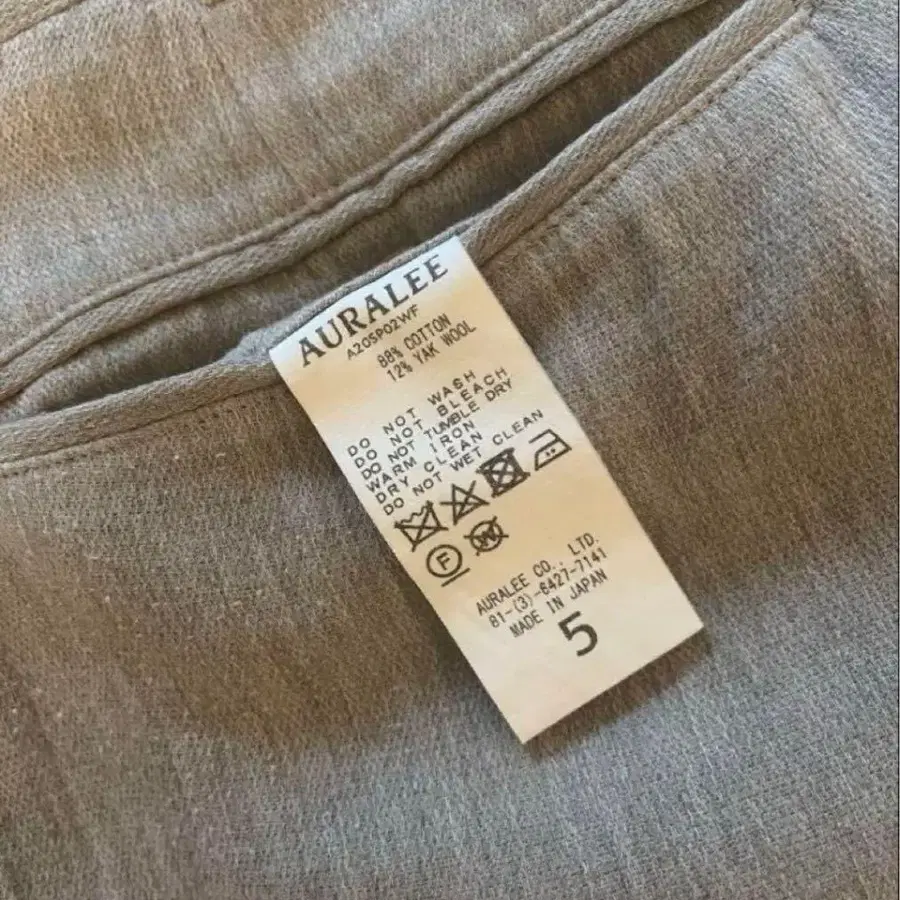 AURALEE
A20SP02WF
88% COTTON
12% YAK WOOL
DO NOT WASH
DO NOT BLEACH
DO NOT TUMBLE DRY
WARM IRON
DRY CLEAN
DO NOT WET CLEAN
F W
AURALEE CO., LTD.
81-(3)-6427-7141
MADE IN JAPAN
5